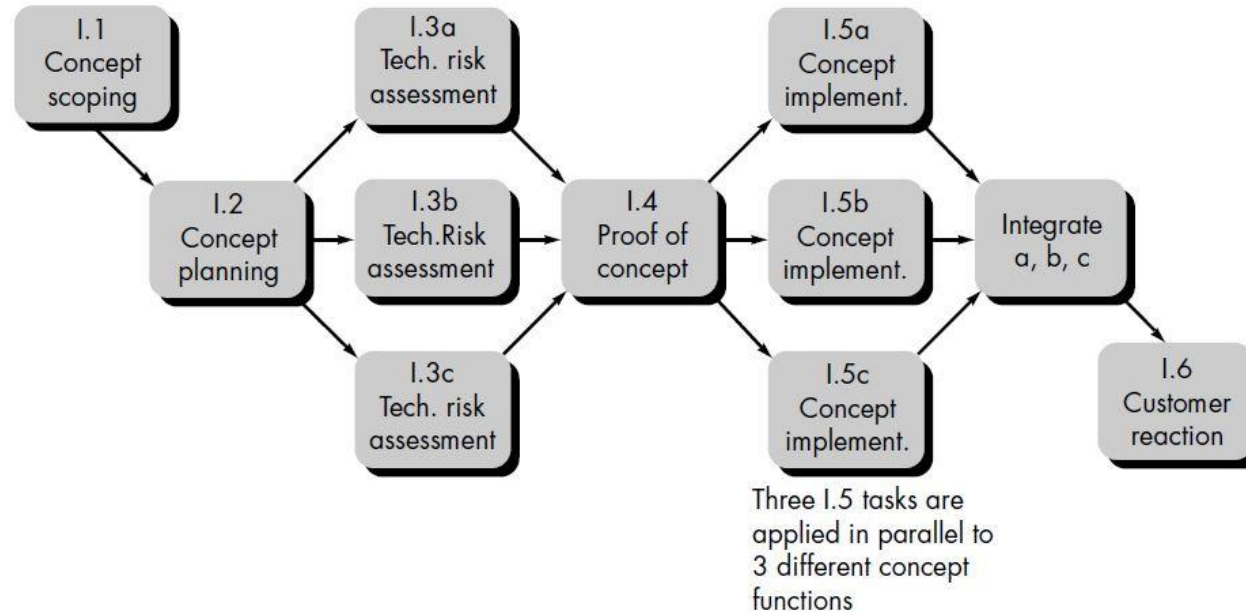 I.1
Concept
scoping
I.2
Concept
planning
I.3a
Tech. risk
assessment
I.3b
Tech.Risk
assessment
I.3c
Tech. risk
assessment
I.4
Proof of
concept
I.5a
Concept
implement.
I.5b
Concept
implement.
I.5c
Concept
implement.
Three I.5 tasks are
applied in parallel to
3 different concept
functions
Integrate
a, b, c
I.6
Customer
reaction